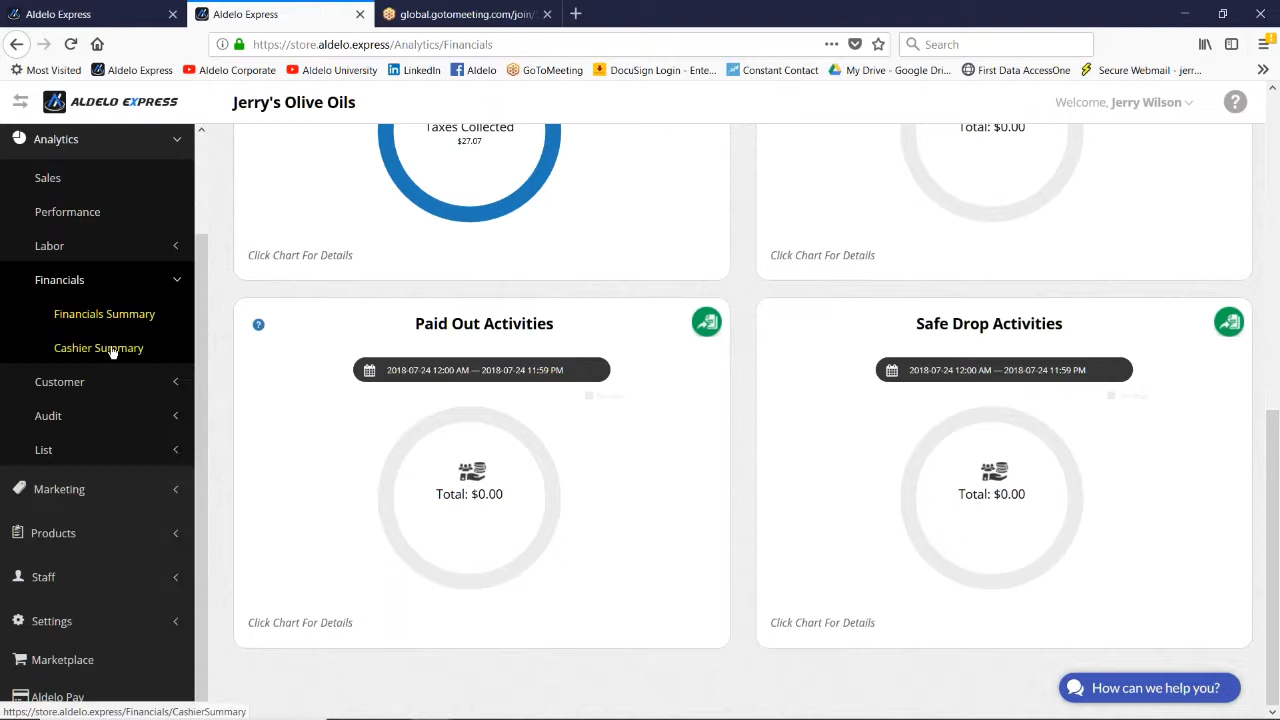 Aldelo Express
Aldelo Express
global.gotomeeting.com/join/
https://store.aldelo.express/Analytics/Financials
Search
Most Visited
Aldelo Express
Aldelo Corporate
Aldelo University
LinkedIn
Aldelo
GoToMeeting
DocuSign Login - Ente...
Constant Contact
My Drive - Google Dri...
First Data AccessOne
Secure Webmail - jerr...
ALDELO EXPRESS
Jerry's Olive Oils
Welcome, Jerry Wilson
Analytics
Sales
Performance
Labor
Financials
Financials Summary
Cashier Summary
Customer
Audit
List
Marketing
Products
Staff
Settings
Marketplace
Aldelo Pay
https://store.aldelo.express/Financials/CashierSummary
Taxes Collected
$27.07
Click Chart For Details
Total: $0.00
Click Chart For Details
Paid Out Activities
2018-07-24 12:00 AM — 2018-07-24 11:59 PM
Total: $0.00
Click Chart For Details
Safe Drop Activities
2018-07-24 12:00 AM — 2018-07-24 11:59 PM
Total: $0.00
Click Chart For Details
How can we help you?